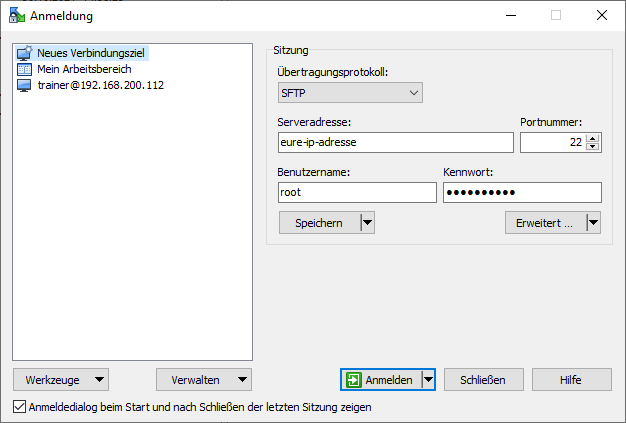 Anmeldung
Neues Verbindungsziel
Mein Arbeitsbereich
trainer@192.168.200.112
Sitzung
Übertragungsprotokoll:
SFTP
Serveradresse: Portnummer:
eure-ip-adresse 22
Benutzername: Kennwort:
root ●●●●●●●●●●
Speichern Erweitert ...
Werkzeuge Verwalten Anmelden Schließen Hilfe
Anmeldedialog beim Start und nach Schließen der letzten Sitzung zeigen